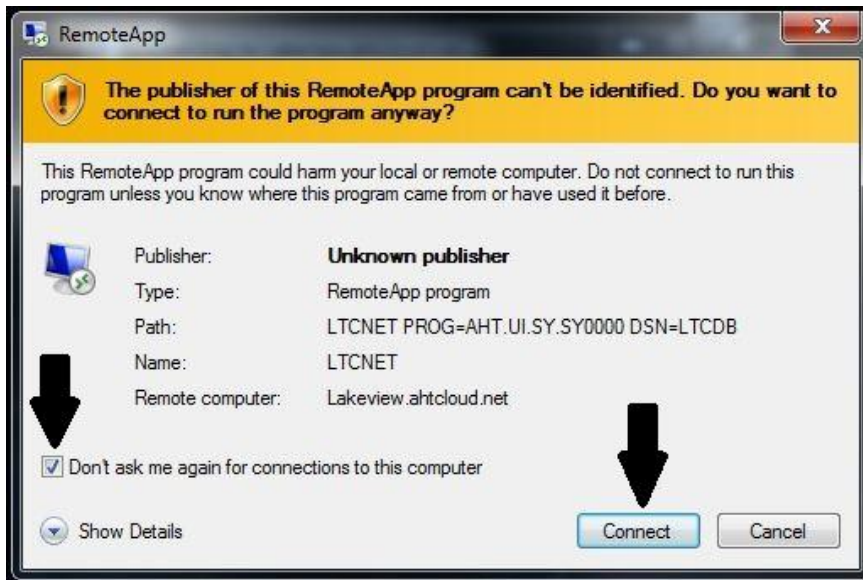 RemoteApp
The publisher of this RemoteApp program can't be identified. Do you want to
connect to run the program anyway?
This RemoteApp program could harm your local or remote computer. Do not connect to run this
program unless you know where this program came from or have used it before.
Publisher: Unknown publisher
Type: RemoteApp program
Path: LTCNET PROG=AHT.UI.SY.SY0000 DSN=LTCDB
Name: LTCNET
Remote computer: Lakeview.ahtcloud.net
Don't ask me again for connections to this computer
Show Details Connect Cancel